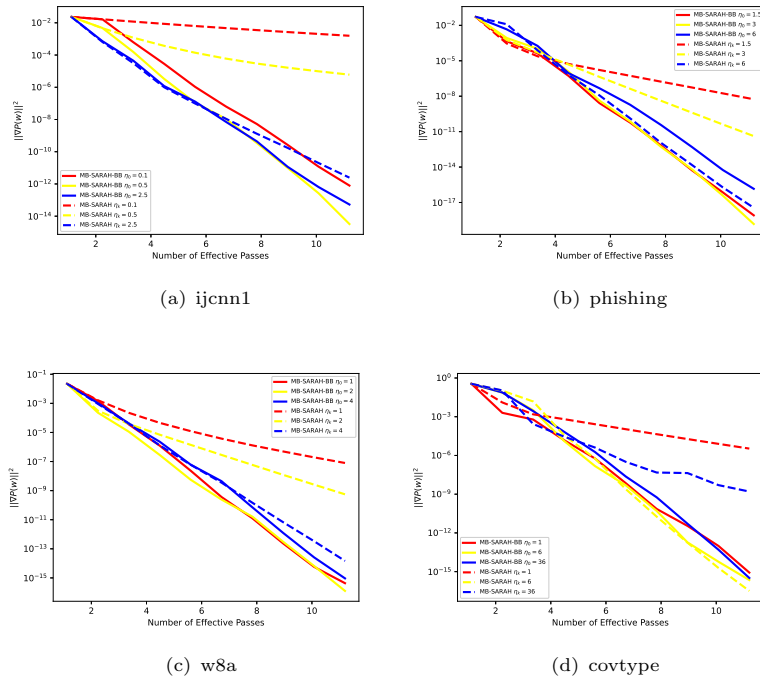 10⁻²
10⁻⁴
10⁻⁶
10⁻⁸
10⁻¹⁰
10⁻¹²
10⁻¹⁴
||∇P(w)||²
MB-SARAH-BB η₀ = 0.1
MB-SARAH-BB η₀ = 0.5
MB-SARAH-BB η₀ = 2.5
MB-SARAH ηₖ = 0.1
MB-SARAH ηₖ = 0.5
MB-SARAH ηₖ = 2.5
2 4 6 8 10
Number of Effective Passes
(a) ijcnn1
10⁻²
10⁻⁵
10⁻⁸
10⁻¹¹
10⁻¹⁴
10⁻¹⁷
||∇P(w)||²
MB-SARAH-BB η₀ = 1.5
MB-SARAH-BB η₀ = 3
MB-SARAH-BB η₀ = 6
MB-SARAH ηₖ = 1.5
MB-SARAH ηₖ = 3
MB-SARAH ηₖ = 6
2 4 6 8 10
Number of Effective Passes
(b) phishing
10⁻¹
10⁻³
10⁻⁵
10⁻⁷
10⁻⁹
10⁻¹¹
10⁻¹³
10⁻¹⁵
||∇P(w)||²
MB-SARAH-BB η₀ = 1
MB-SARAH-BB η₀ = 2
MB-SARAH-BB η₀ = 4
MB-SARAH ηₖ = 1
MB-SARAH ηₖ = 2
MB-SARAH ηₖ = 4
2 4 6 8 10
Number of Effective Passes
(c) w8a
10⁰
10⁻³
10⁻⁶
10⁻⁹
10⁻¹²
10⁻¹⁵
||∇P(w)||²
MB-SARAH-BB η₀ = 1
MB-SARAH-BB η₀ = 6
MB-SARAH-BB η₀ = 36
MB-SARAH ηₖ = 1
MB-SARAH ηₖ = 6
MB-SARAH ηₖ = 36
2 4 6 8 10
Number of Effective Passes
(d) covtype